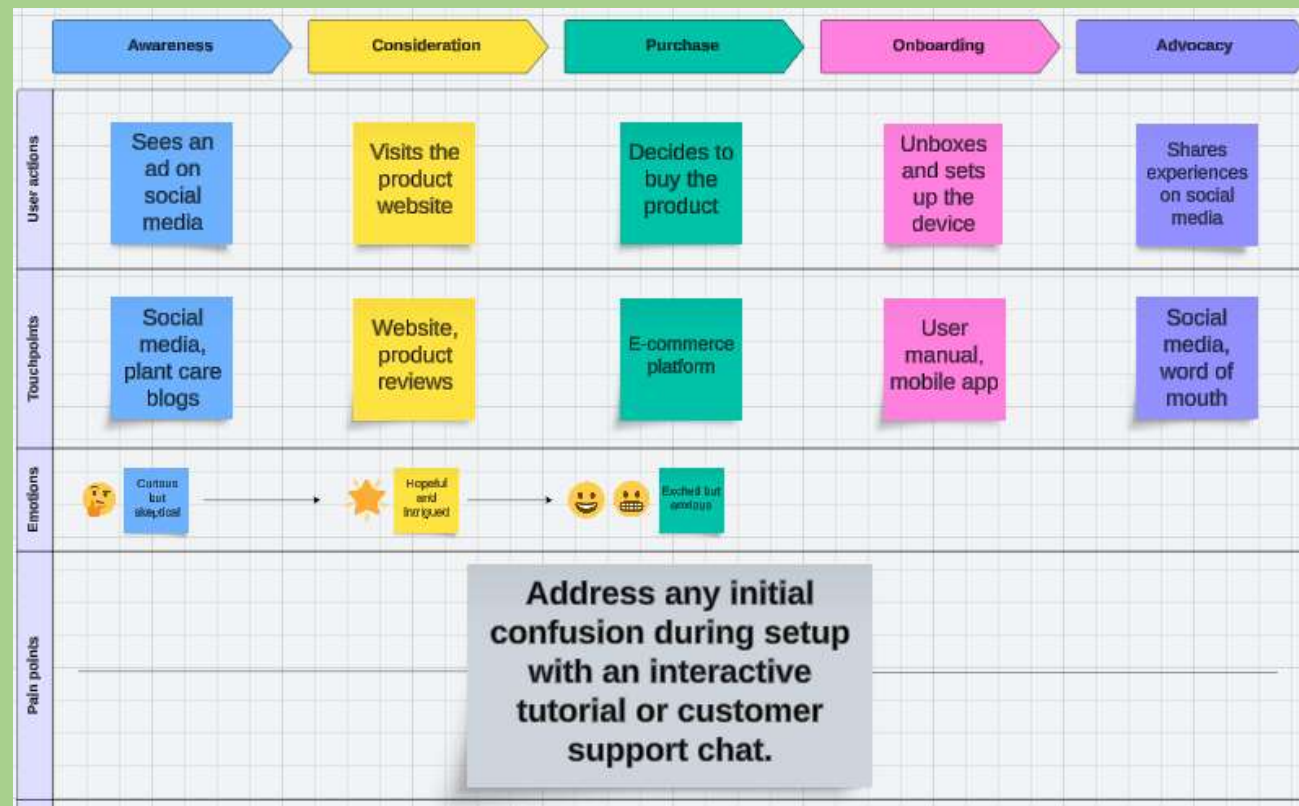 Awareness
Consideration
Purchase
Onboarding
Advocacy
User actions
Sees an
ad on
social
media
Visits the
product
website
Decides to
buy the
product
Unboxes
and sets
up the
device
Shares
experiences
on social
media
Touchpoints
Social
media,
plant care
blogs
Website,
product
reviews
E-commerce
platform
User
manual,
mobile app
Social
media,
word of
mouth
Emotions
Curious
but
skeptical
Hopeful
and
intrigued
Excited but
anxious
Pain points
Address any initial
confusion during setup
with an interactive
tutorial or customer
support chat.